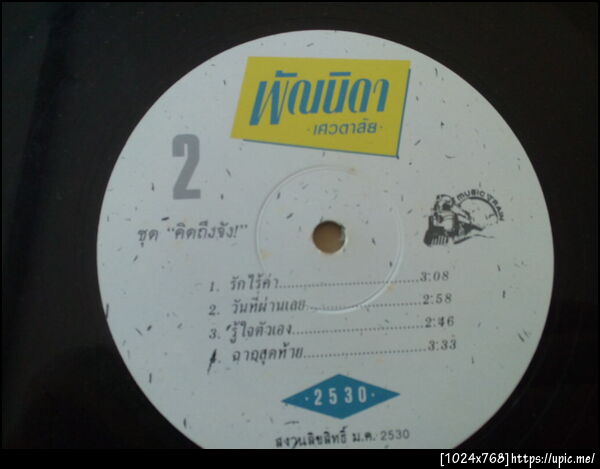 พัณนิดา
·เศวตาสัย·
2
MUSIC TRAIN
ชุด "คิดถึงจัง!"
1. รักไร้ค่า...........................3:08
2. วันที่ผ่านเลย.....................2:58
3. รู้ใจตัวเอง........................2:46
4. ฉากสุดท้าย......................3:33
·2530·
สงวนลิขสิทธิ์ ม.ค. 2530
[1024x768]https://upic.me/